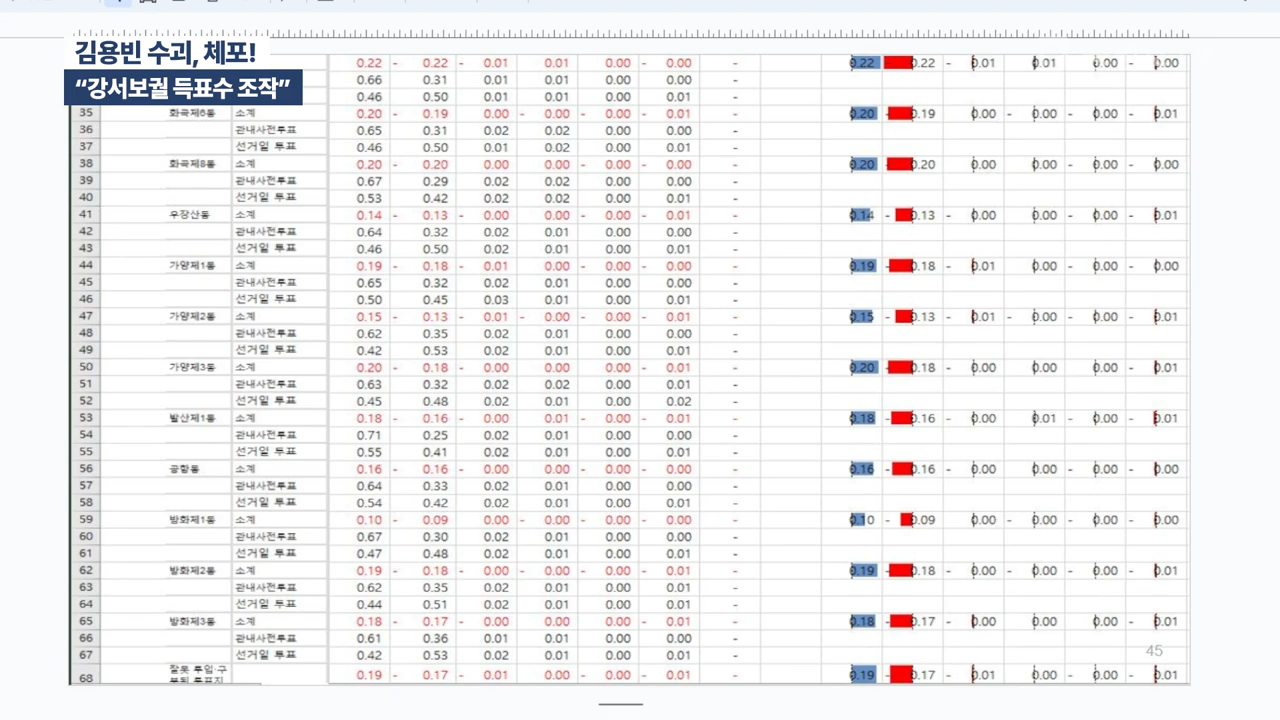 김용빈 수괴, 체포!
“강서보궐 득표수 조작”
0.22 - 0.22 - 0.01 0.01 - 0.00 - 0.00 - 0.22 - 0.22 - 0.01 0.01 - 0.00 - 0.00
0.66 0.31 0.01 0.01 0.00 0.00 -
0.46 0.50 0.01 0.01 0.00 0.01 -
35 화곡제6동 소계 0.20 - 0.19 0.00 - 0.00 - 0.00 - 0.01 0.20 - 0.19 0.00 - 0.00 - 0.00 - 0.01
36 관내사전투표 0.65 0.31 0.02 0.02 0.00 0.00 -
37 선거일 투표 0.46 0.50 0.01 0.02 0.00 0.01 -
38 화곡제8동 소계 0.20 - 0.20 0.00 0.00 - 0.00 - 0.00 0.20 - 0.20 0.00 0.00 - 0.00 - 0.00
39 관내사전투표 0.67 0.29 0.02 0.02 0.00 0.00 -
40 선거일 투표 0.53 0.42 0.02 0.02 0.00 0.01 -
41 우장산동 소계 0.14 - 0.13 - 0.00 0.00 - 0.00 - 0.01 0.14 - 0.13 - 0.00 0.00 - 0.00 - 0.01
42 관내사전투표 0.64 0.32 0.02 0.01 0.00 0.00 -
43 선거일 투표 0.46 0.50 0.02 0.01 0.00 0.01 -
44 가양제1동 소계 0.19 - 0.18 - 0.01 0.00 - 0.00 - 0.00 0.19 - 0.18 - 0.01 0.00 - 0.00 - 0.00
45 관내사전투표 0.65 0.32 0.02 0.01 0.00 0.00 -
46 선거일 투표 0.50 0.45 0.03 0.01 0.00 0.01 -
47 가양제2동 소계 0.15 - 0.13 - 0.01 - 0.00 - 0.00 - 0.01 0.15 - 0.13 - 0.01 - 0.00 - 0.00 - 0.01
48 관내사전투표 0.62 0.35 0.02 0.01 0.00 0.00 -
49 선거일 투표 0.42 0.53 0.02 0.01 0.00 0.01 -
50 가양제3동 소계 0.20 - 0.18 - 0.00 0.00 - 0.00 - 0.01 0.20 - 0.18 - 0.00 0.00 - 0.00 - 0.01
51 관내사전투표 0.63 0.32 0.02 0.02 0.00 0.00 -
52 선거일 투표 0.45 0.48 0.02 0.01 0.00 0.02 -
53 발산제1동 소계 0.18 - 0.16 - 0.00 0.01 - 0.00 - 0.01 0.18 - 0.16 - 0.00 0.01 - 0.00 - 0.01
54 관내사전투표 0.71 0.25 0.02 0.01 0.00 0.00 -
55 선거일 투표 0.55 0.41 0.02 0.01 0.00 0.01 -
56 공항동 소계 0.16 - 0.16 - 0.00 0.00 - 0.00 - 0.00 0.16 - 0.16 - 0.00 0.00 - 0.00 - 0.00
57 관내사전투표 0.64 0.33 0.02 0.01 0.00 0.00 -
58 선거일 투표 0.54 0.42 0.02 0.01 0.00 0.01 -
59 방화제1동 소계 0.10 - 0.09 0.00 - 0.00 - 0.00 - 0.00 0.10 - 0.09 0.00 - 0.00 - 0.00 - 0.00
60 관내사전투표 0.67 0.30 0.02 0.01 0.00 0.00 -
61 선거일 투표 0.47 0.48 0.02 0.01 0.00 0.01 -
62 방화제2동 소계 0.19 - 0.18 - 0.00 - 0.00 - 0.00 - 0.01 0.19 - 0.18 - 0.00 - 0.00 - 0.00 - 0.01
63 관내사전투표 0.62 0.35 0.02 0.01 0.00 0.00 -
64 선거일 투표 0.44 0.51 0.02 0.01 0.00 0.01 -
65 방화제3동 소계 0.18 - 0.17 - 0.00 0.00 - 0.00 - 0.01 0.18 - 0.17 - 0.00 0.00 - 0.00 - 0.01
66 관내사전투표 0.61 0.36 0.01 0.01 0.00 0.00 -
67 선거일 투표 0.42 0.53 0.02 0.01 0.00 0.01 -
45
잘못 투입·구
68 분된 투표지 0.19 - 0.17 - 0.01 0.00 - 0.00 - 0.01 0.19 - 0.17 - 0.01 0.00 - 0.00 - 0.01